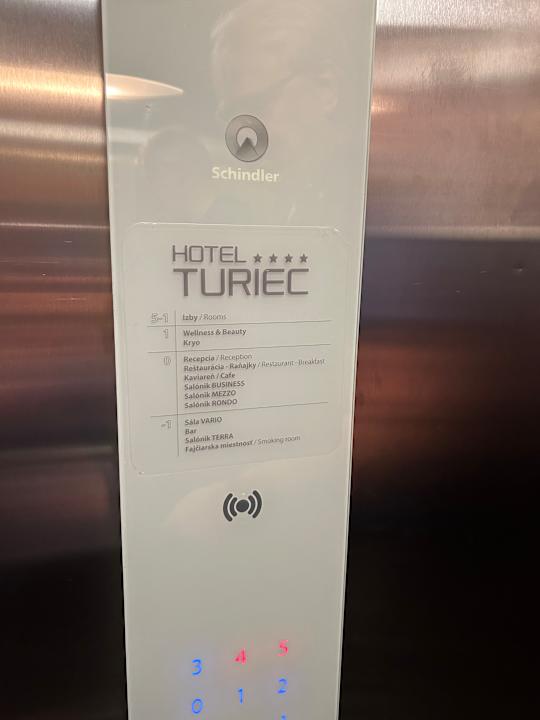 Schindler
HOTEL ★★★★
TURIEC
5-1 Izby / Rooms
1 Wellness & Beauty
Kryo
0 Recepcia / Reception
Reštaurácia - Raňajky / Restaurant - Breakfast
Kaviareň / Cafe
Salónik BUSINESS
Salónik MEZZO
Salónik RONDO
-1 Sála VARIO
Bar
Salónik TERRA
Fajčiarska miestnosť / Smoking room
3 4 5
0 1 2